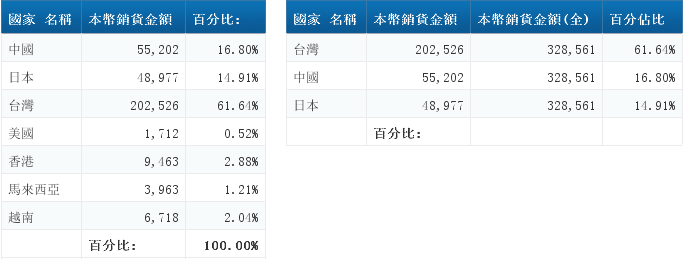 國家 名稱 本幣銷貨金額 百分比:
中國 55,202 16.80%
日本 48,977 14.91%
台灣 202,526 61.64%
美國 1,712 0.52%
香港 9,463 2.88%
馬來西亞 3,963 1.21%
越南 6,718 2.04%
百分比: 100.00%
國家 名稱 本幣銷貨金額 本幣銷貨金額(全) 百分佔比
台灣 202,526 328,561 61.64%
中國 55,202 328,561 16.80%
日本 48,977 328,561 14.91%
百分比: